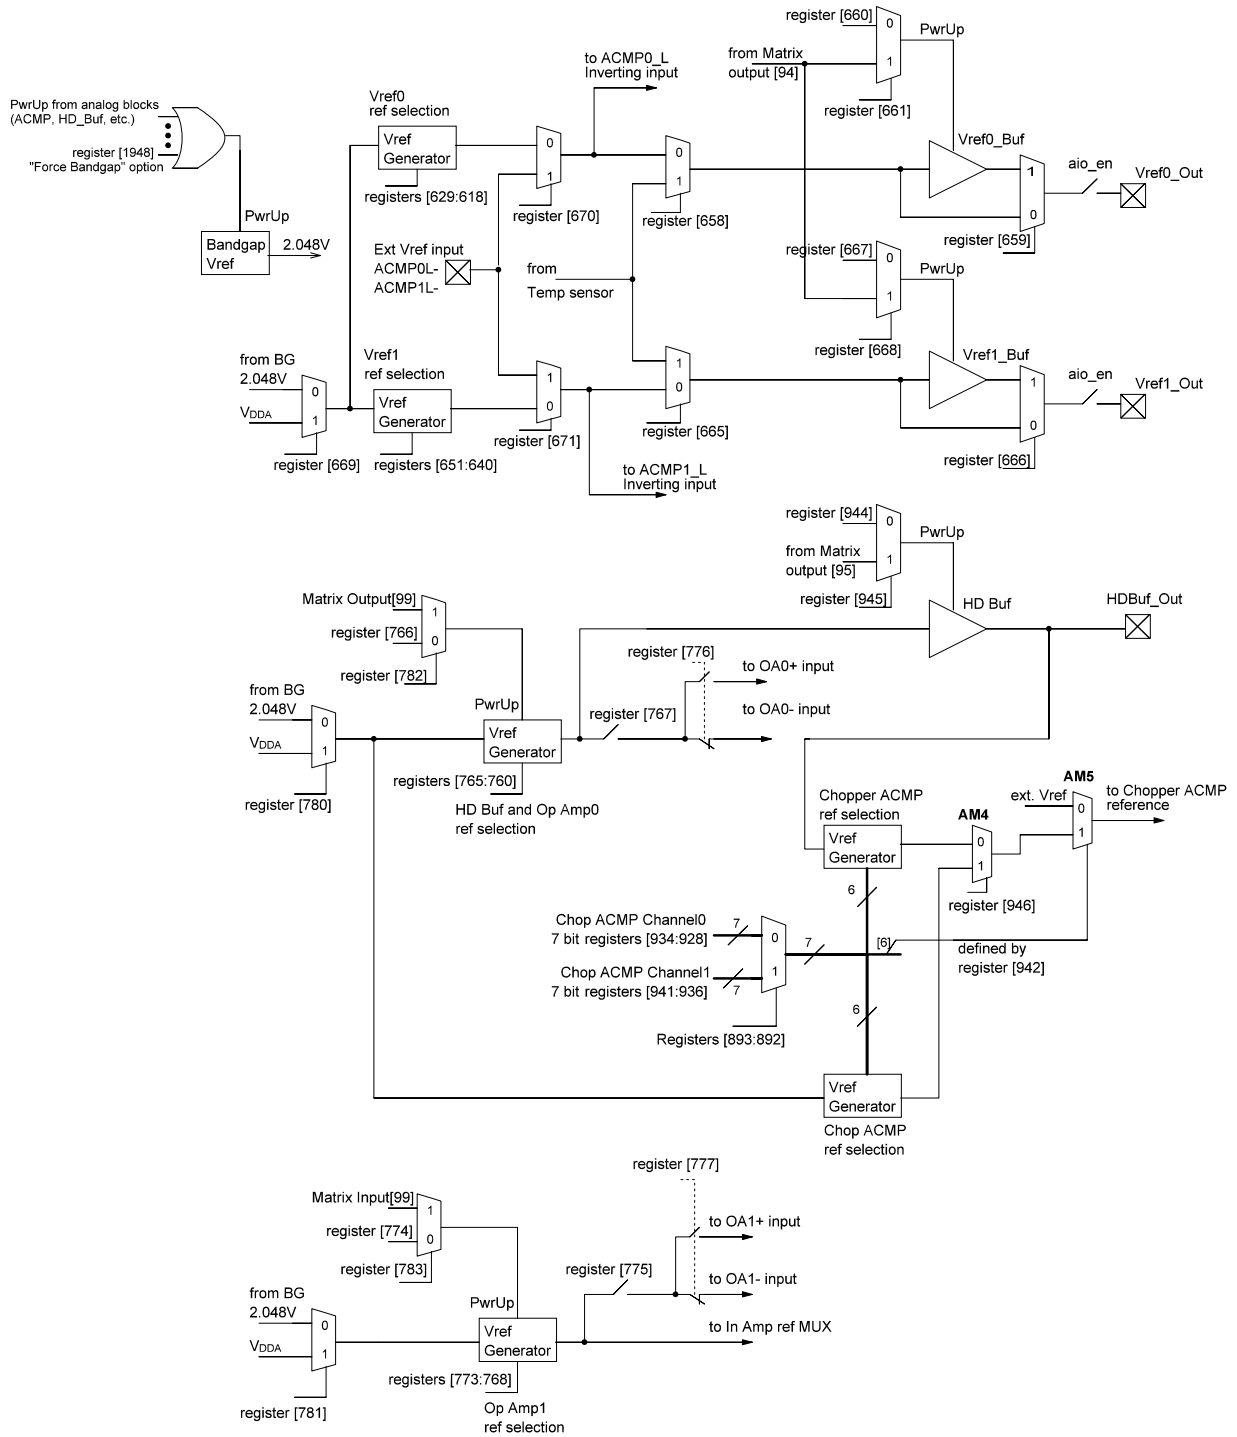 register [660]
0
PwrUp
from Matrix
output [94]
1
register [661]
to ACMP0_L
Inverting input
PwrUp from analog blocks
(ACMP, HD_Buf, etc.)
register [1948]
"Force Bandgap" option
PwrUp
Bandgap
Vref
2.048V
Vref0
ref selection
Vref
Generator
registers [629:618]
0
1
register [670]
0
1
register [658]
Vref0_Buf
1
0
register [659]
aio_en
Vref0_Out
Ext Vref input
ACMP0L-
ACMP1L-
from
Temp sensor
register [667]
0
PwrUp
1
register [668]
from BG
2.048V
VDDA
0
1
register [669]
Vref1
ref selection
Vref
Generator
registers [651:640]
1
0
register [671]
1
0
register [665]
to ACMP1_L
Inverting input
Vref1_Buf
1
0
register [666]
aio_en
Vref1_Out
register [944]
0
PwrUp
from Matrix
output [95]
1
register [945]
HD Buf
HDBuf_Out
Matrix Output[99]
1
register [766]
0
register [782]
PwrUp
from BG
2.048V
VDDA
0
1
register [780]
Vref
Generator
registers [765:760]
HD Buf and Op Amp0
ref selection
register [767]
register [776]
to OA0+ input
to OA0- input
Chopper ACMP
ref selection
Vref
Generator
AM4
0
1
register [946]
AM5
ext. Vref
0
1
to Chopper ACMP
reference
6
Chop ACMP Channel0
7 bit registers [934:928]
7
0
Chop ACMP Channel1
7 bit registers [941:936]
7
1
Registers [893:892]
7
[6]
defined by
register [942]
6
Vref
Generator
Chop ACMP
ref selection
register [777]
Matrix Input[99]
1
register [774]
0
register [783]
PwrUp
from BG
2.048V
VDDA
0
1
register [781]
Vref
Generator
registers [773:768]
Op Amp1
ref selection
register [775]
to OA1+ input
to OA1- input
to In Amp ref MUX